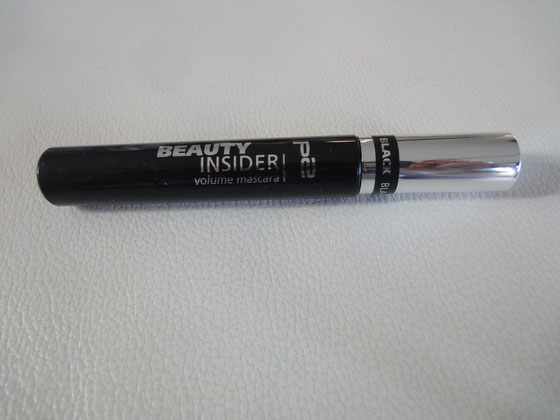 BEAUTY
INSIDER
volume mascara
p2
BLACK